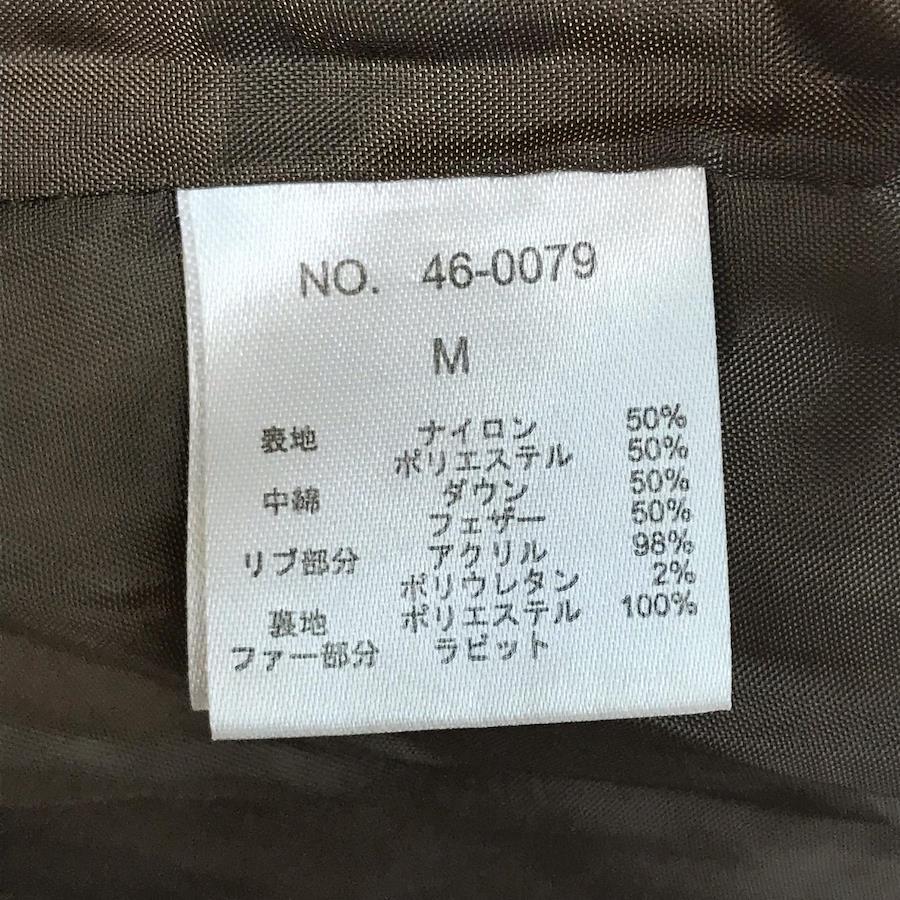 NO. 46-0079
M
表地 ナイロン 50%
ポリエステル 50%
中綿 ダウン 50%
フェザー 50%
リブ部分 アクリル 98%
ポリウレタン 2%
裏地 ポリエステル 100%
ファー部分 ラビット